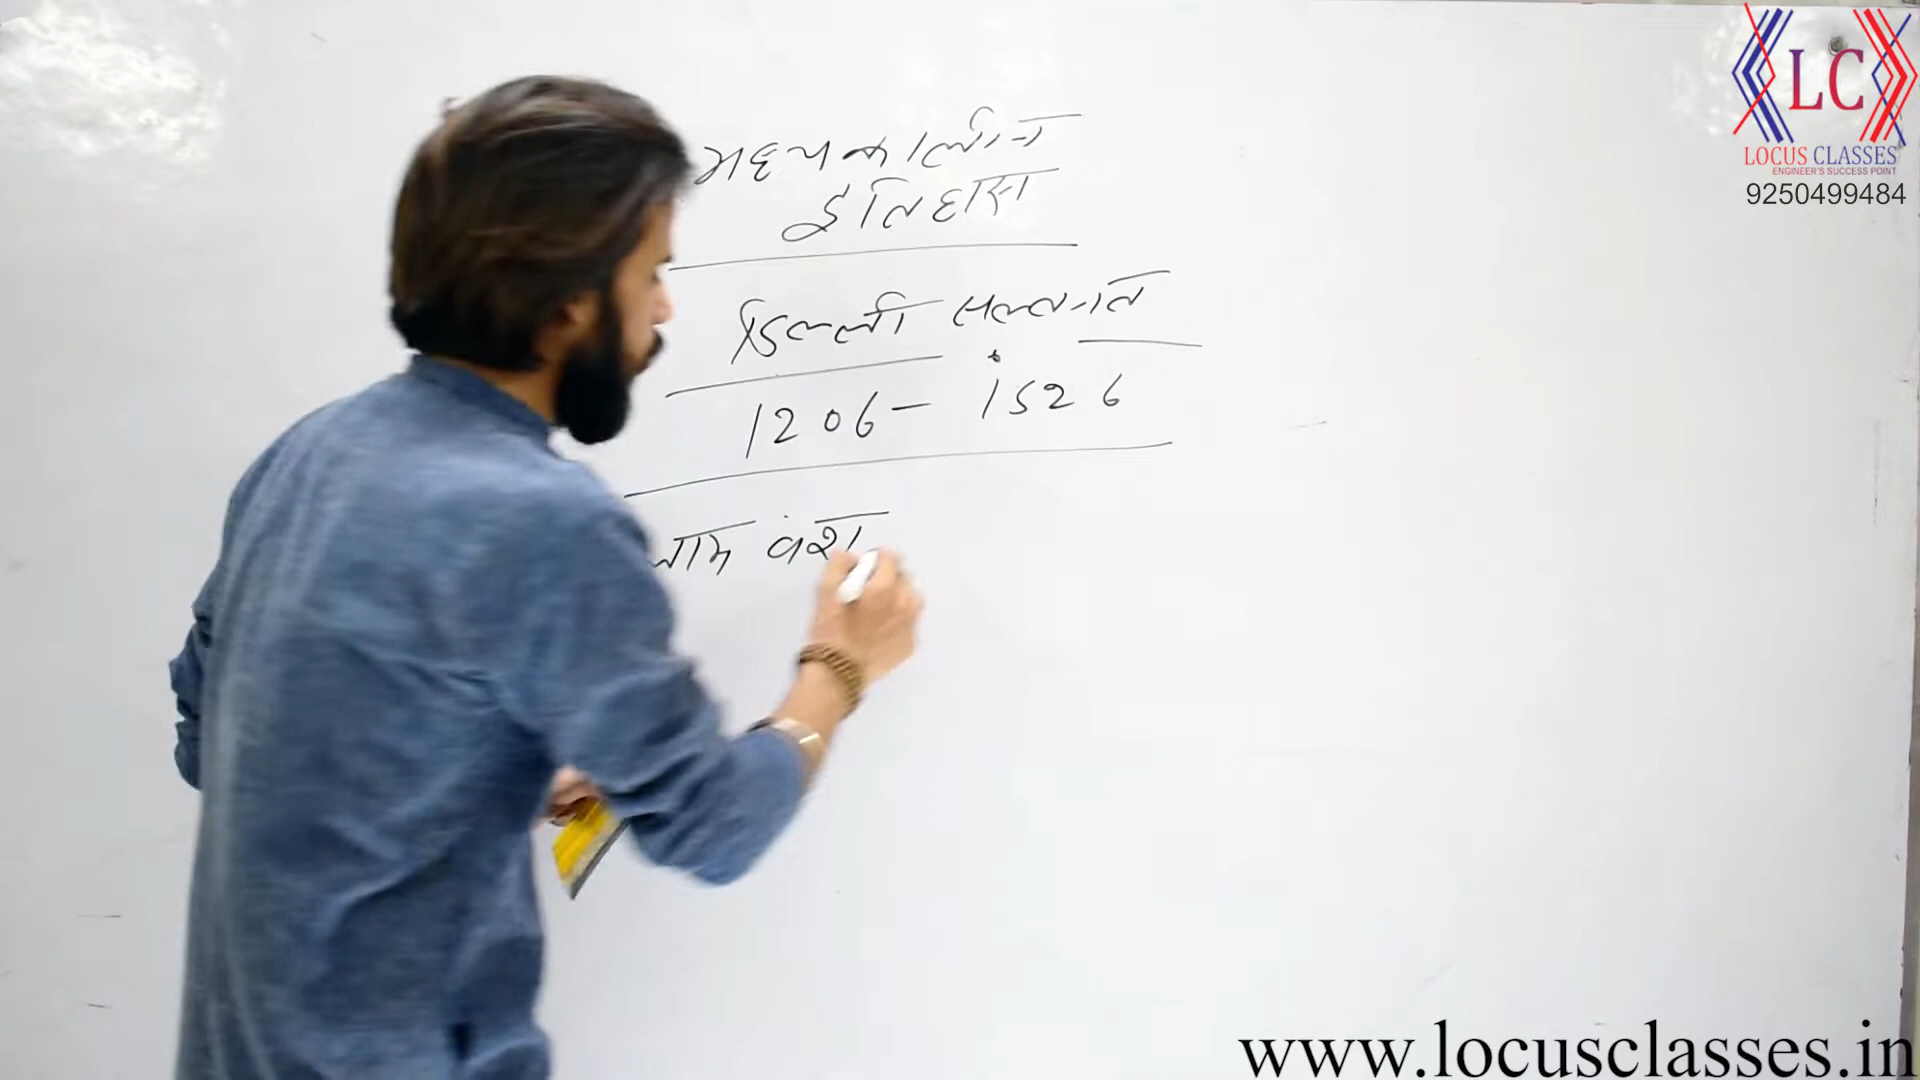 मध्यकालीन
इतिहास
दिल्ली सल्तनत
1206 - 1526
वंश
LC
LOCUS CLASSES
ENGINEER'S SUCCESS POINT
9250499484
www.locusclasses.in